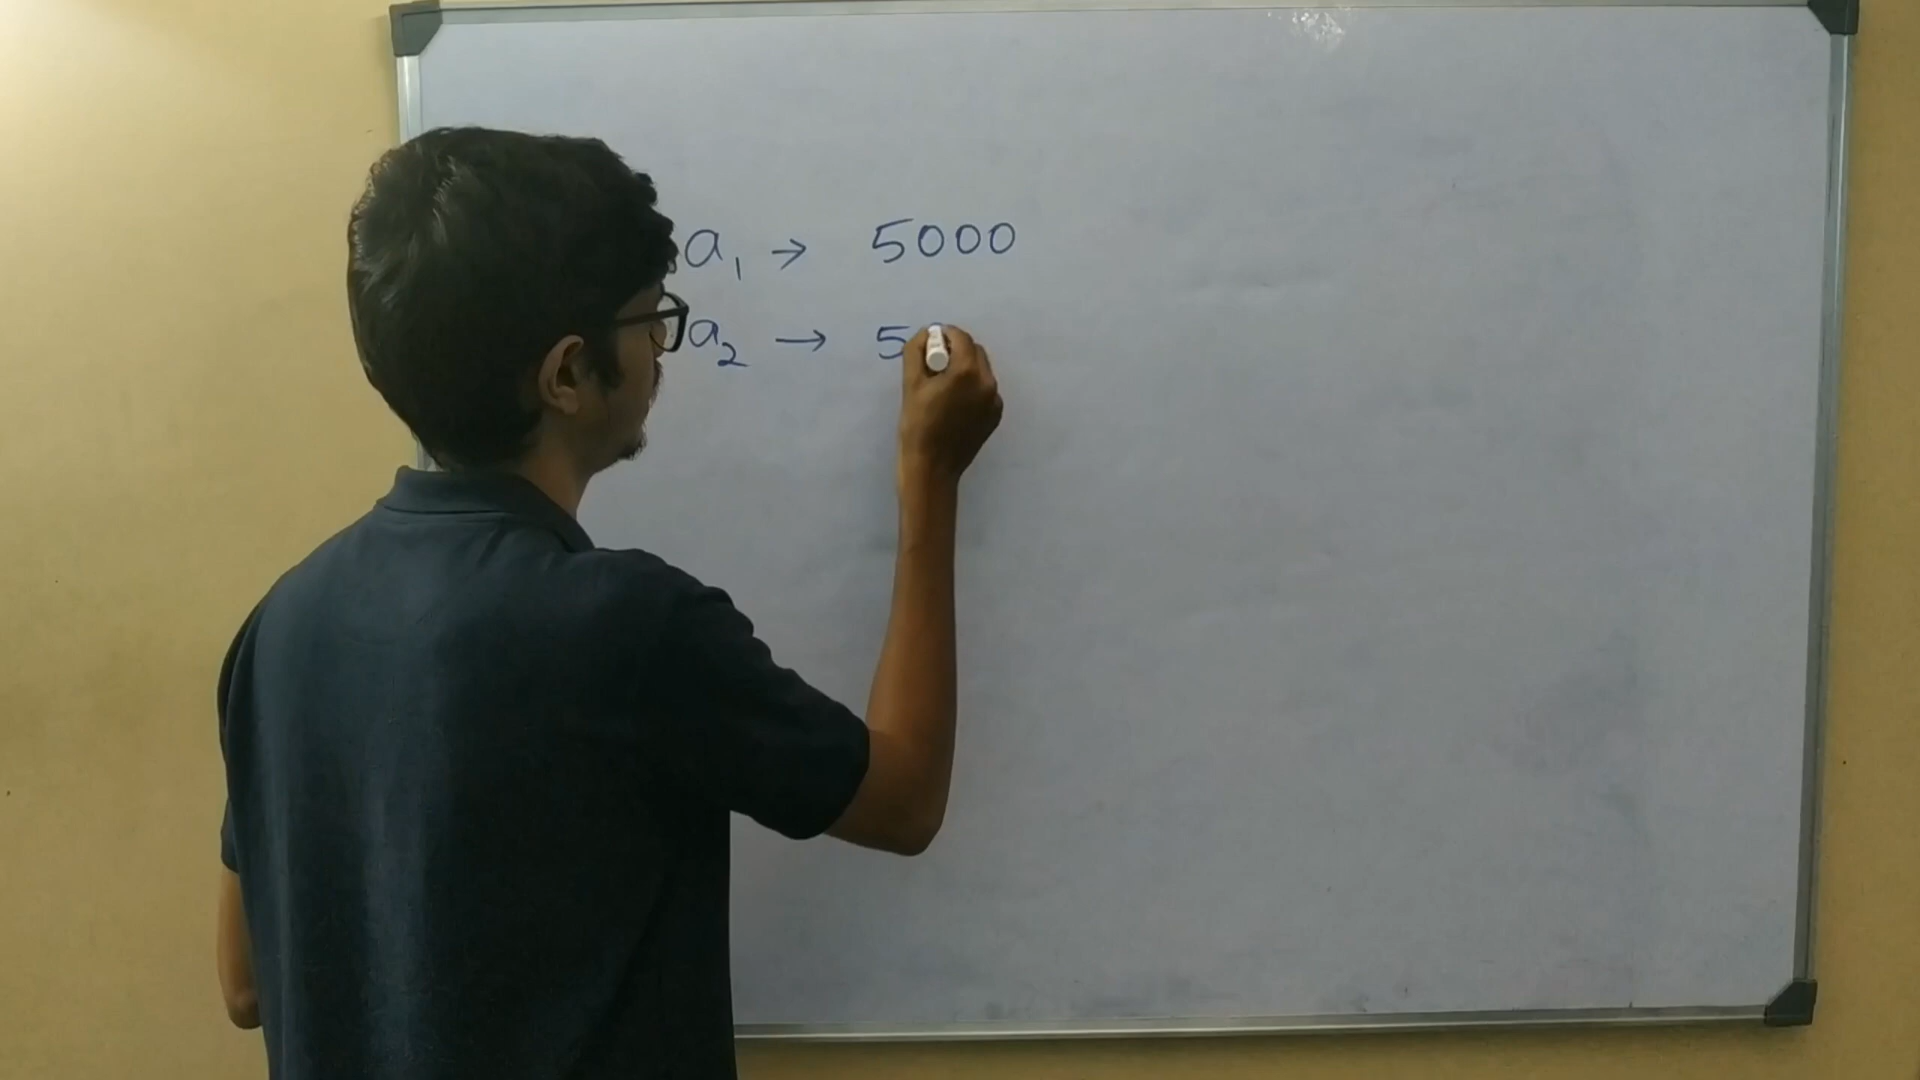 a₁ → 5000
a₂ → 5